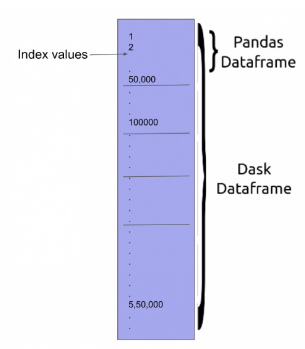 1
2
Index values
Pandas
Dataframe
50,000
100000
Dask
Dataframe
5,50,000